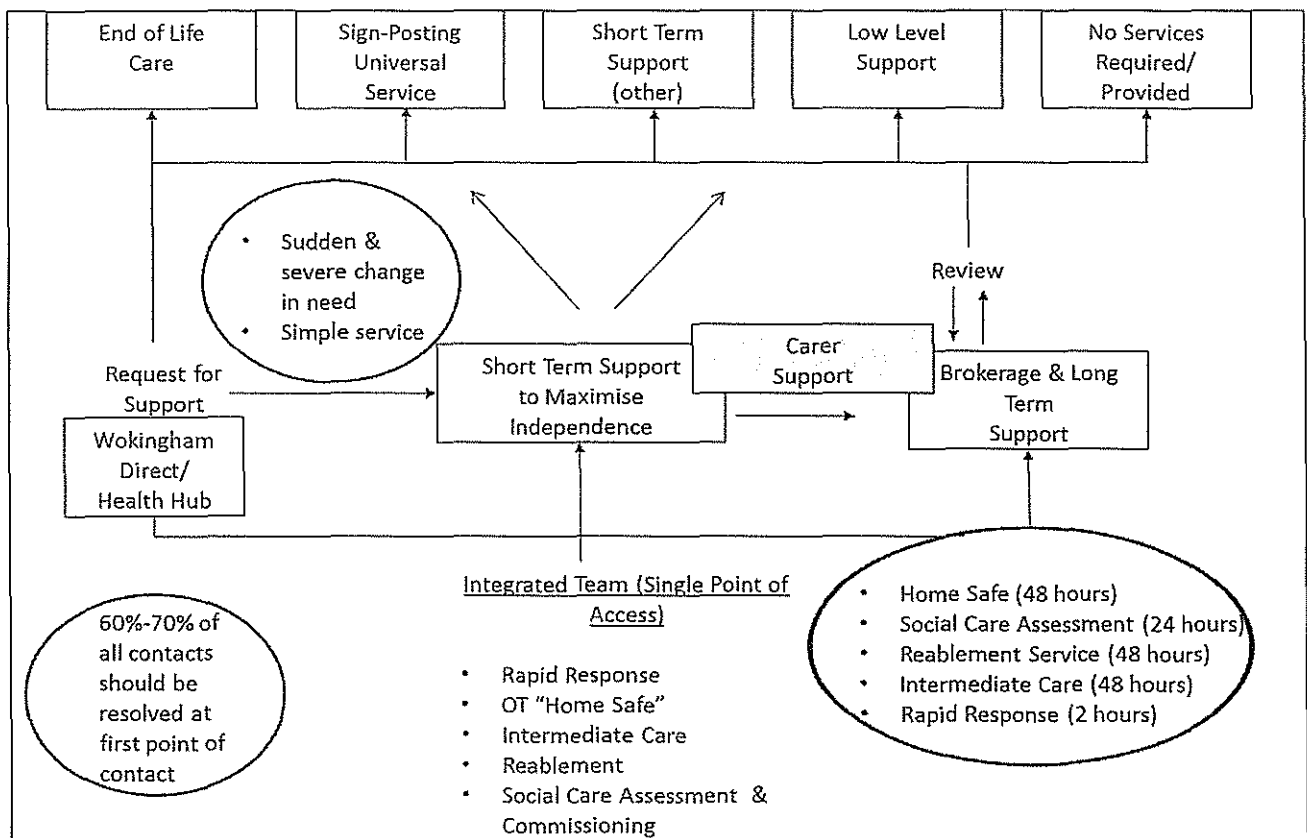 End of Life
Care
Sign-Posting
Universal
Service
Short Term
Support
(other)
Low Level
Support
No Services
Required/
Provided
• Sudden &
severe change
in need
• Simple service
Review
Request for
Support
Short Term Support
to Maximise
Independence
Carer
Support
Brokerage & Long
Term
Support
Wokingham
Direct/
Health Hub
60%-70% of
all contacts
should be
resolved at
first point of
contact
Integrated Team (Single Point of
Access)
• Rapid Response
• OT "Home Safe"
• Intermediate Care
• Reablement
• Social Care Assessment &
Commissioning
• Home Safe (48 hours)
• Social Care Assessment (24 hours)
• Reablement Service (48 hours)
• Intermediate Care (48 hours)
• Rapid Response (2 hours)